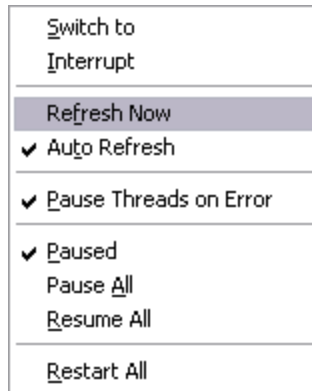 Switch to
Interrupt
Refresh Now
Auto Refresh
Pause Threads on Error
Paused
Pause All
Resume All
Restart All